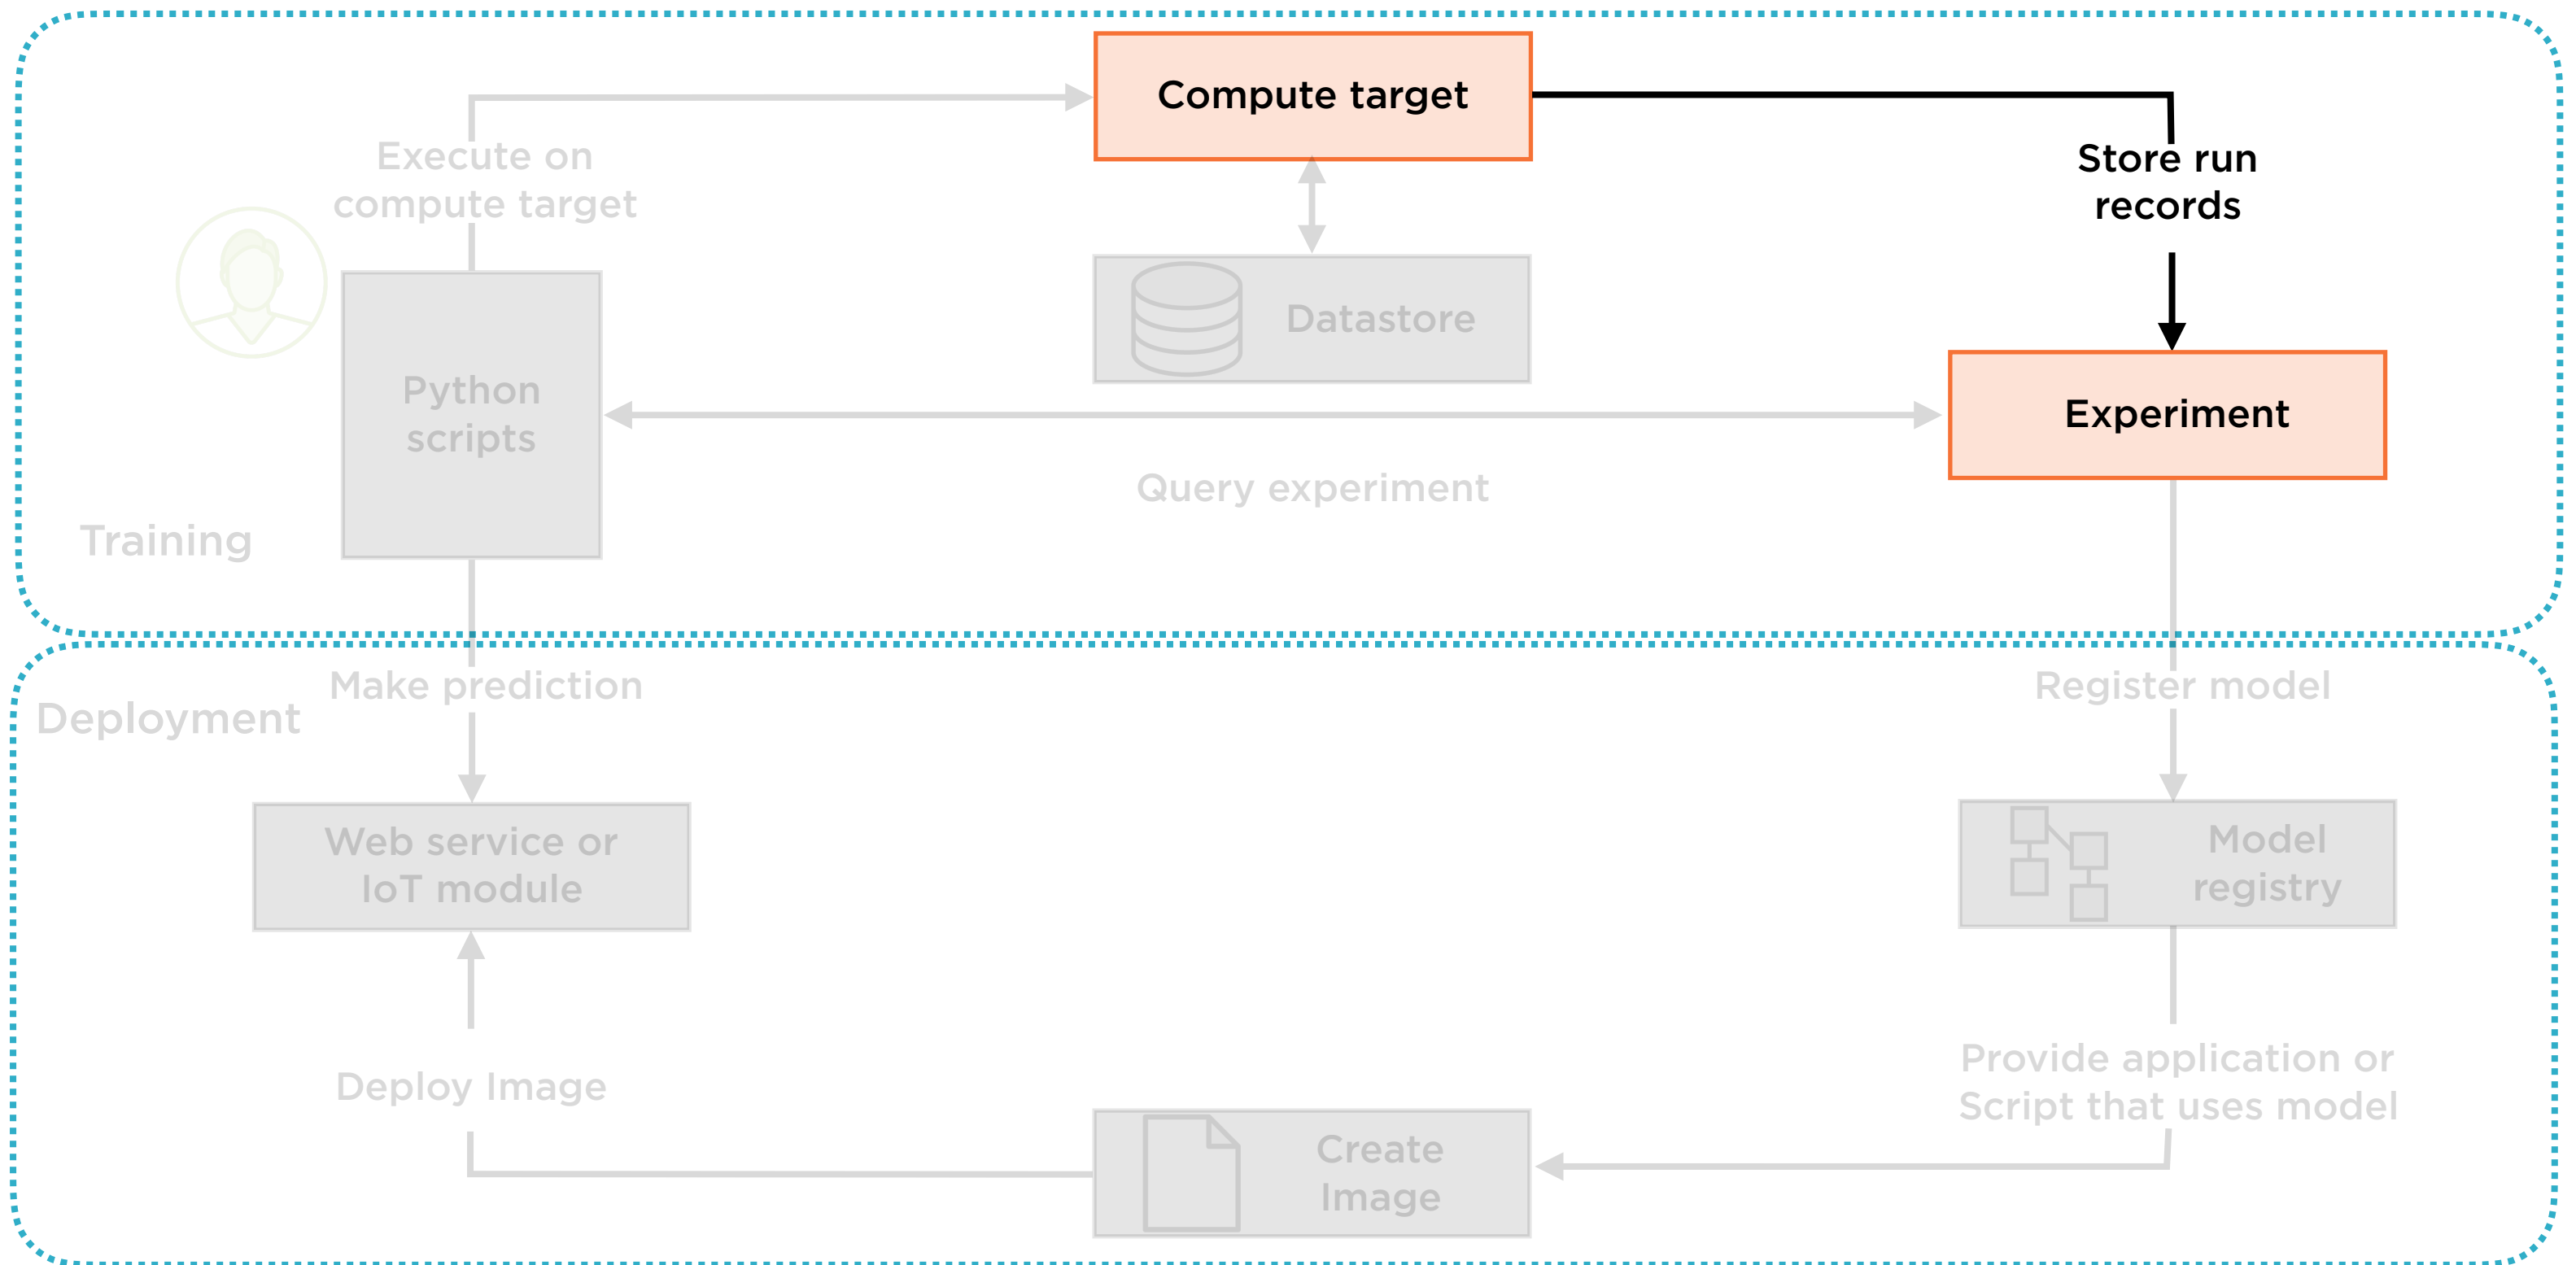 Compute target
Execute on
compute target
Store run
records
Datastore
Python
scripts
Experiment
Query experiment
Training
Make prediction
Register model
Deployment
Web service or
IoT module
Model
registry
Provide application or
Script that uses model
Deploy Image
Create
Image